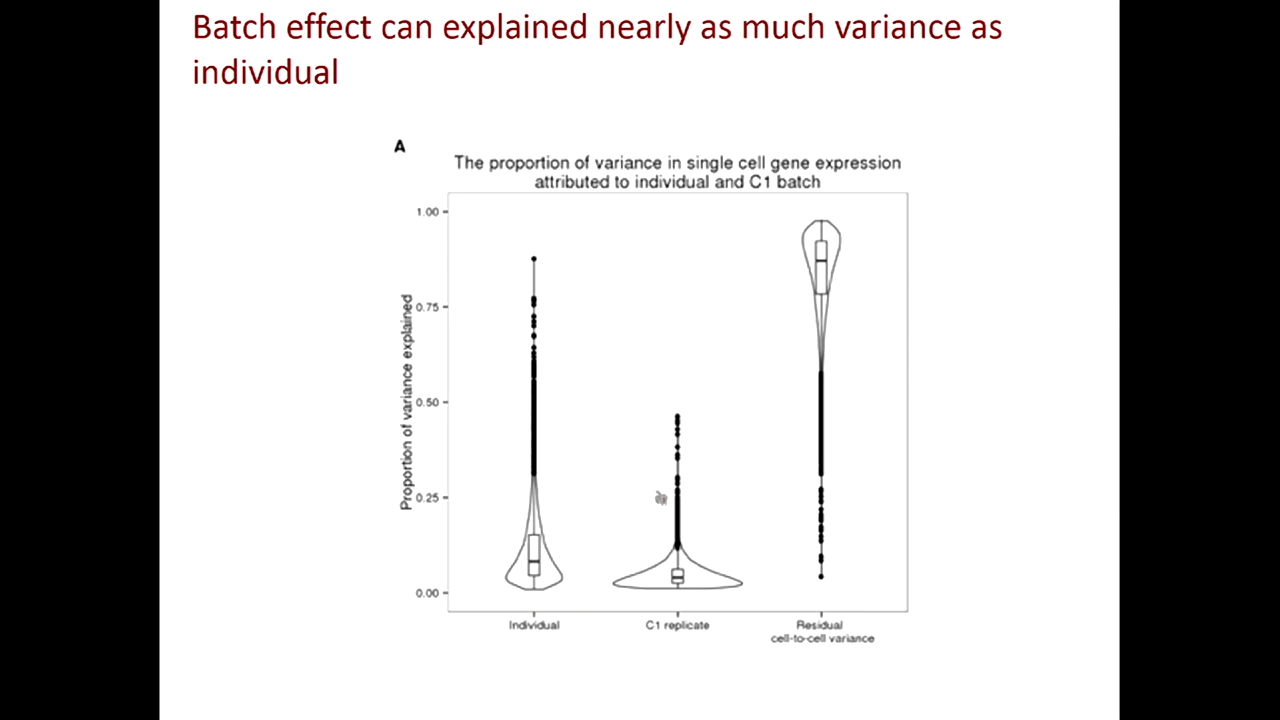 Batch effect can explained nearly as much variance as
individual
A
The proportion of variance in single cell gene expression
attributed to individual and C1 batch
Proportion of variance explained
1.00
0.75
0.50
0.25
0.00
Individual
C1 replicate
Residual
cell-to-cell variance